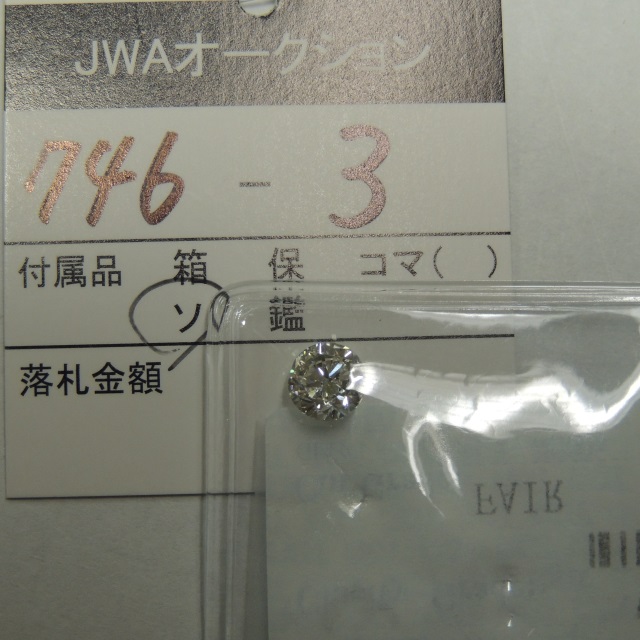 JWAオークション
746 - 3
付属品 箱 保 コマ( )
ソ 鑑
落札金額
FAIR